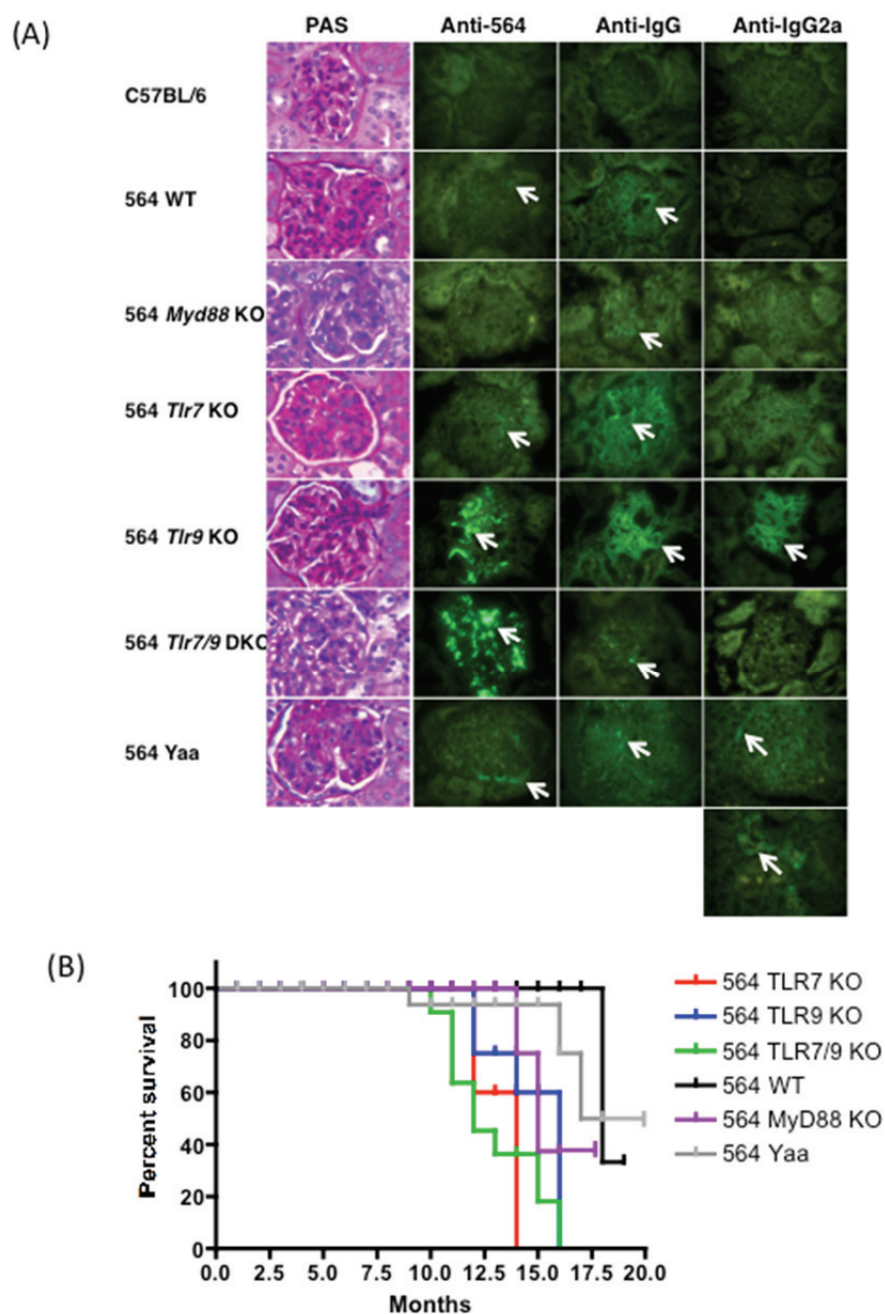 (A)
PAS Anti-564 Anti-IgG Anti-IgG2a
C57BL/6
564 WT
564 Myd88 KO
564 Tlr7 KO
564 Tlr9 KO
564 Tlr7/9 DKO
564 Yaa
(B)
Percent survival
100
80
60
40
20
0
0.0 2.5 5.0 7.5 10.0 12.5 15.0 17.5 20.0
Months
564 TLR7 KO
564 TLR9 KO
564 TLR7/9 KO
564 WT
564 MyD88 KO
564 Yaa